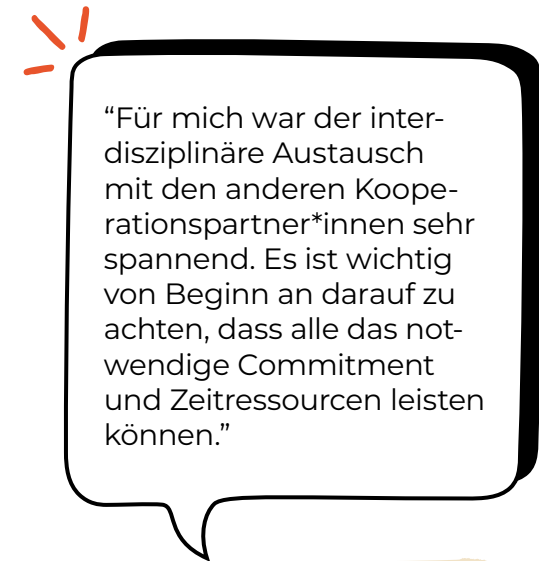 “Für mich war der inter-
disziplinäre Austausch
mit den anderen Koope-
rationspartner*innen sehr
spannend. Es ist wichtig
von Beginn an darauf zu
achten, dass alle das not-
wendige Commitment
und Zeitressourcen leisten
können.”